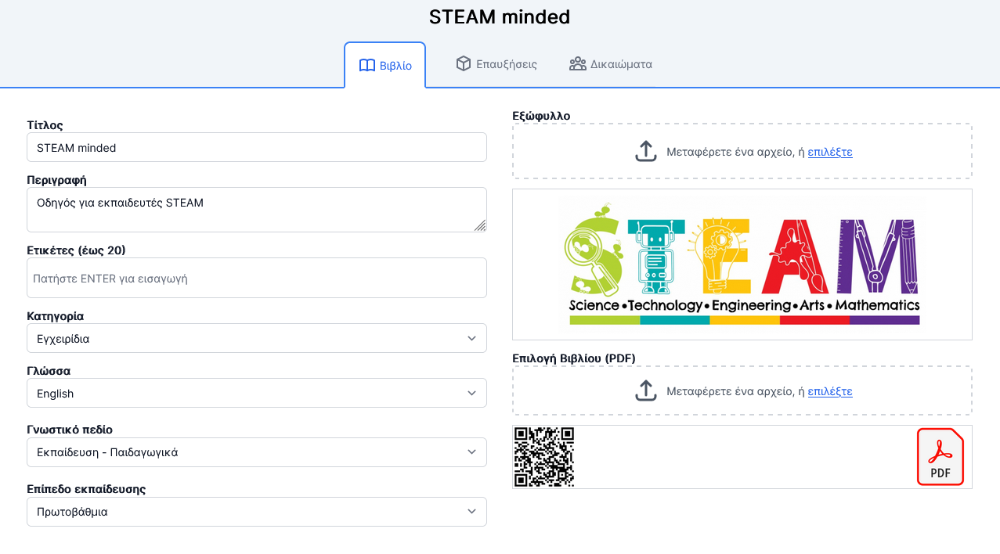 STEAM minded
Βιβλίο
Επαυξήσεις
Δικαιώματα
Τίτλος
STEAM minded
Περιγραφή
Οδηγός για εκπαιδευτές STEAM
Ετικέτες (έως 20)
Πατήστε ENTER για εισαγωγή
Κατηγορία
Εγχειρίδια
Γλώσσα
English
Γνωστικό πεδίο
Εκπαίδευση - Παιδαγωγικά
Επίπεδο εκπαίδευσης
Πρωτοβάθμια
Εξώφυλλο
Μεταφέρετε ένα αρχείο, ή επιλέξτε
STEAM
Science •Technology • Engineering • Arts • Mathematics
Επιλογή Βιβλίου (PDF)
Μεταφέρετε ένα αρχείο, ή επιλέξτε
PDF